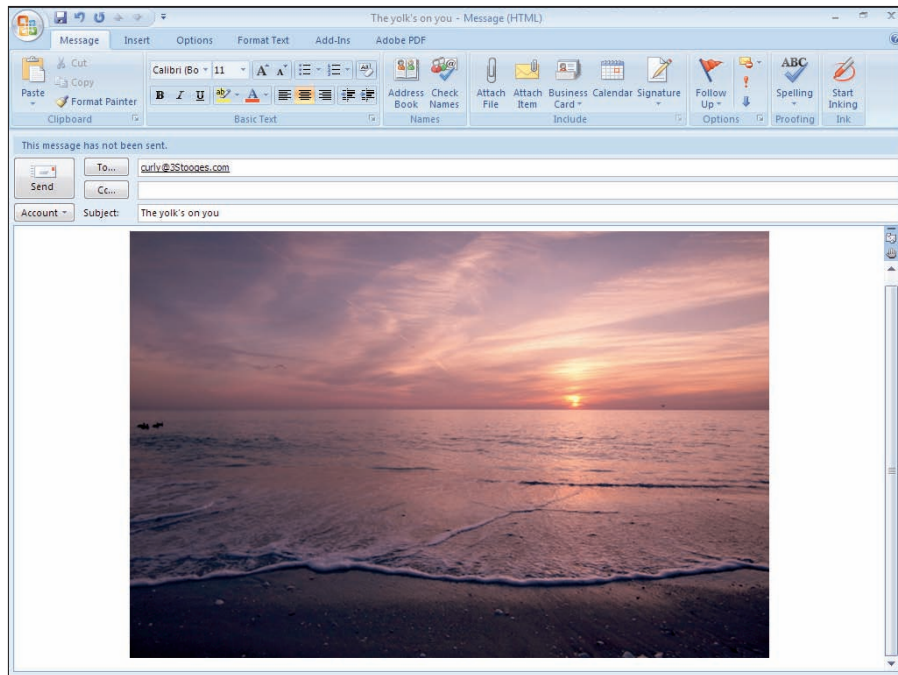 The yolk's on you - Message (HTML)
Message Insert Options Format Text Add-Ins Adobe PDF
Paste
Cut
Copy
Format Painter
Clipboard
Calibri (Bo 11
B I U
Basic Text
Address Book
Check Names
Names
Attach File
Attach Item
Business Card
Calendar
Signature
Include
Follow Up
Options
ABC
Spelling
Proofing
Start Inking
Ink
This message has not been sent.
Send
To... curly@3Stooges.com
Cc...
Account Subject: The yolk's on you